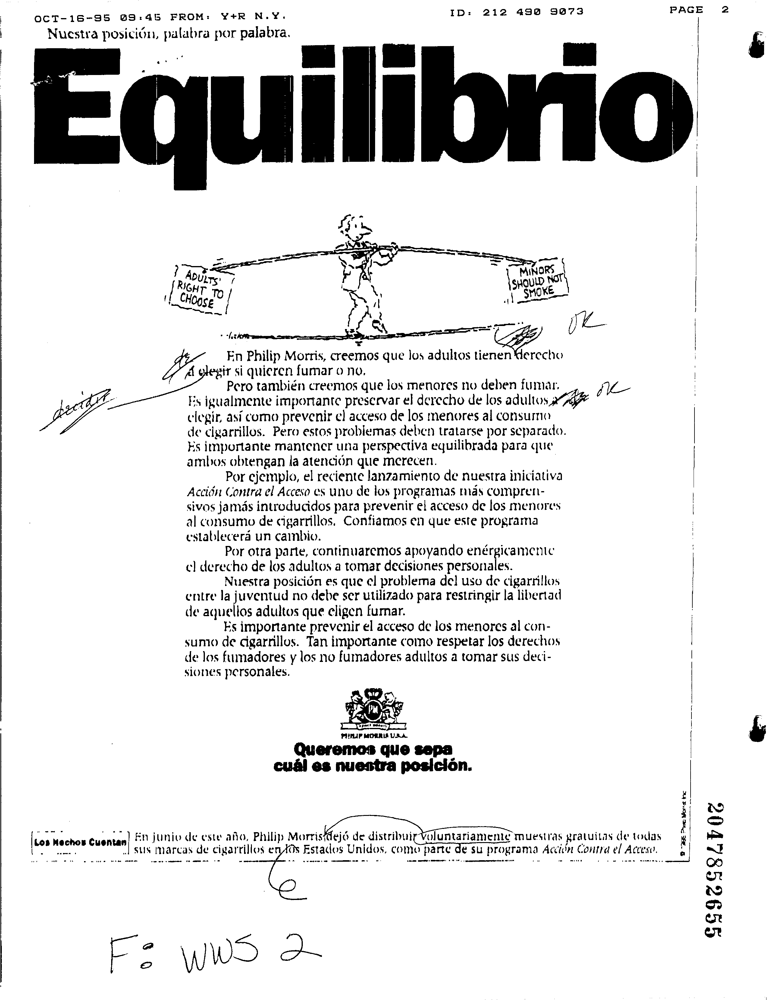 OCT-16-95 09:45 FROM: Y+R N.Y. ID: 212 490 9073 PAGE 2
Nuestra posición, palabra por palabra.
Equilibrio
ADULTS'
RIGHT TO
CHOOSE
MINORS
SHOULD NOT
SMOKE
OK
En Philip Morris, creemos que los adultos tienen derecho
a elegir si quieren fumar o no.
decidir
Pero también creemos que los menores no deben fumar.
Es igualmente importante preservar el derecho de los adultos a
OK
elegir, así como prevenir el acceso de los menores al consumo
de cigarrillos. Pero estos problemas deben tratarse por separado.
Es importante mantener una perspectiva equilibrada para que
ambos obtengan la atención que merecen.
Por ejemplo, el reciente lanzamiento de nuestra iniciativa
Acción Contra el Acceso es uno de los programas más compren-
sivos jamás introducidos para prevenir el acceso de los menores
al consumo de cigarrillos. Confiamos en que este programa
establecerá un cambio.
Por otra parte, continuaremos apoyando enérgicamente
el derecho de los adultos a tomar decisiones personales.
Nuestra posición es que el problema del uso de cigarrillos
entre la juventud no debe ser utilizado para restringir la libertad
de aquellos adultos que eligen fumar.
Es importante prevenir el acceso de los menores al con-
sumo de cigarrillos. Tan importante como respetar los derechos
de los fumadores y los no fumadores adultos a tomar sus deci-
siones personales.
PM
PHILIP MORRIS U.S.A.
Queremos que sepa
cuál es nuestra posición.
Los Hechos Cuentan
En junio de este año, Philip Morris dejó de distribuir voluntariamente muestras gratuitas de todas
sus marcas de cigarrillos en los Estados Unidos, como parte de su programa Acción Contra el Acceso.
© 1995 Philip Morris Inc.
2047852655
F: WWS 2